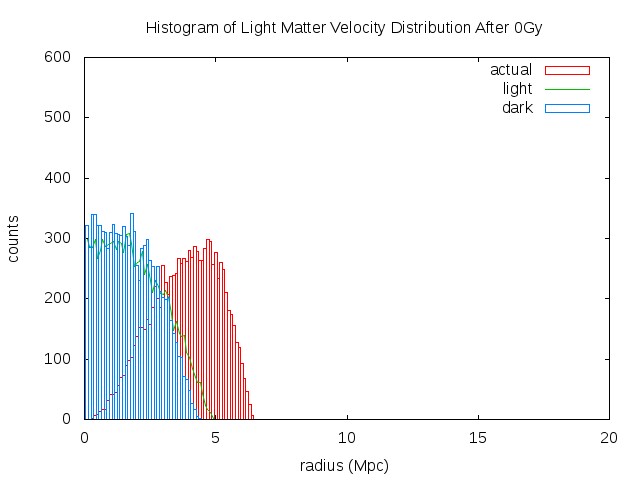 Histogram of Light Matter Velocity Distribution After 0Gy
600
500
400
300
200
100
0
counts
actual
light
dark
0 5 10 15 20
radius (Mpc)